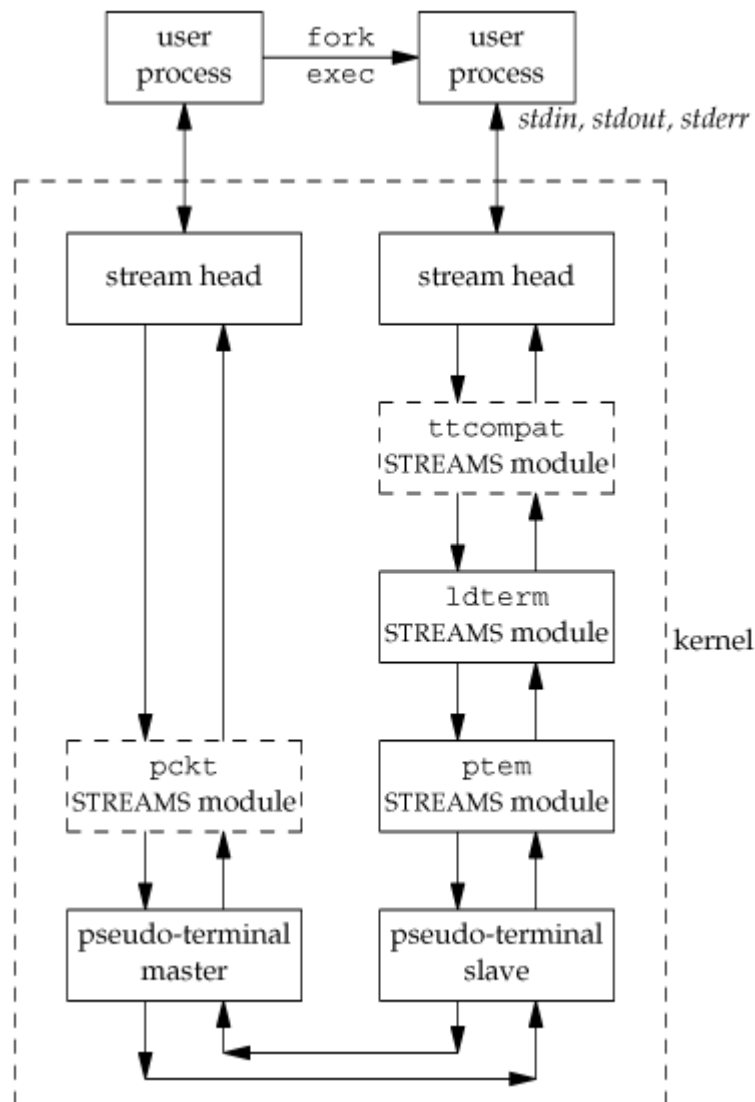 user
process
fork
exec
user
process
stdin, stdout, stderr
stream head
stream head
ttcompat
STREAMS module
ldterm
STREAMS module
kernel
pckt
STREAMS module
ptem
STREAMS module
pseudo-terminal
master
pseudo-terminal
slave